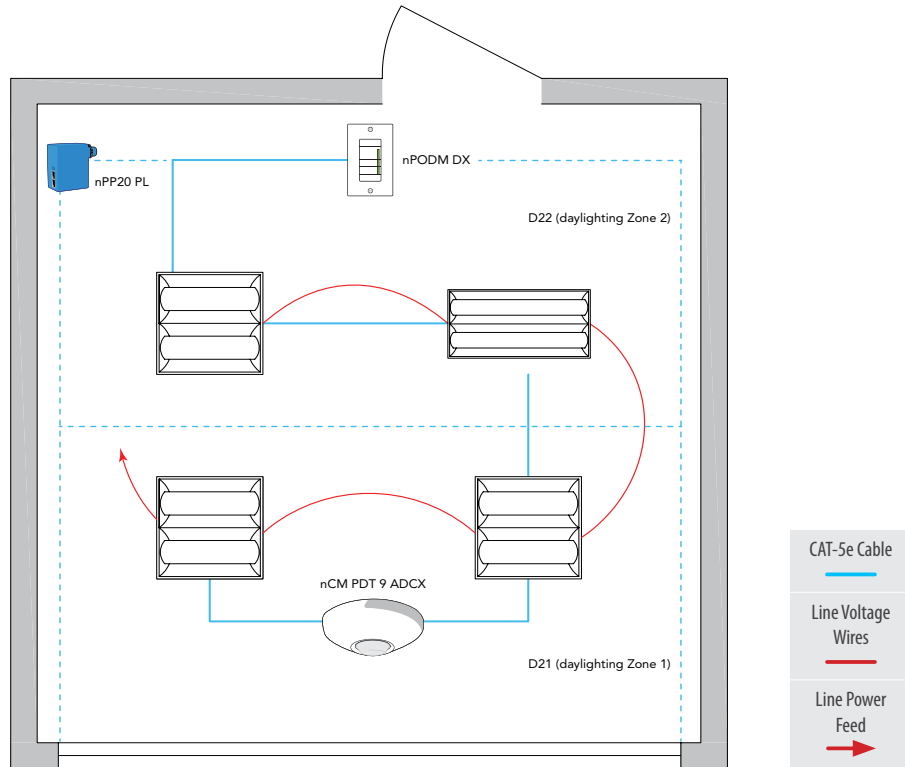 nPODM DX
nPP20 PL
D22 (daylighting Zone 2)
nCM PDT 9 ADCX
D21 (daylighting Zone 1)
CAT-5e Cable
Line Voltage
Wires
Line Power
Feed